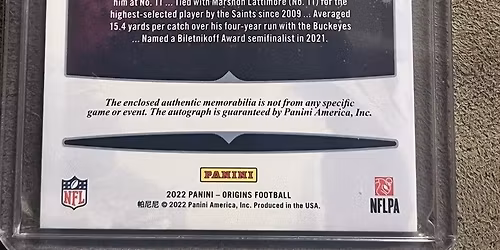 him at No. 11 ... Tied with Marshon Lattimore (No. 11) for the
highest-selected player by the Saints since 2009 ... Averaged
15.4 yards per catch over his four-year run with the Buckeyes
... Named a Biletnikoff Award semifinalist in 2021.
The enclosed authentic memorabilia is not from any specific
game or event. The autograph is guaranteed by Panini America, Inc.
PANINI
2022 PANINI – ORIGINS FOOTBALL
帕尼尼 © 2022 Panini America, Inc. Produced in the USA.
NFL
NFLPA